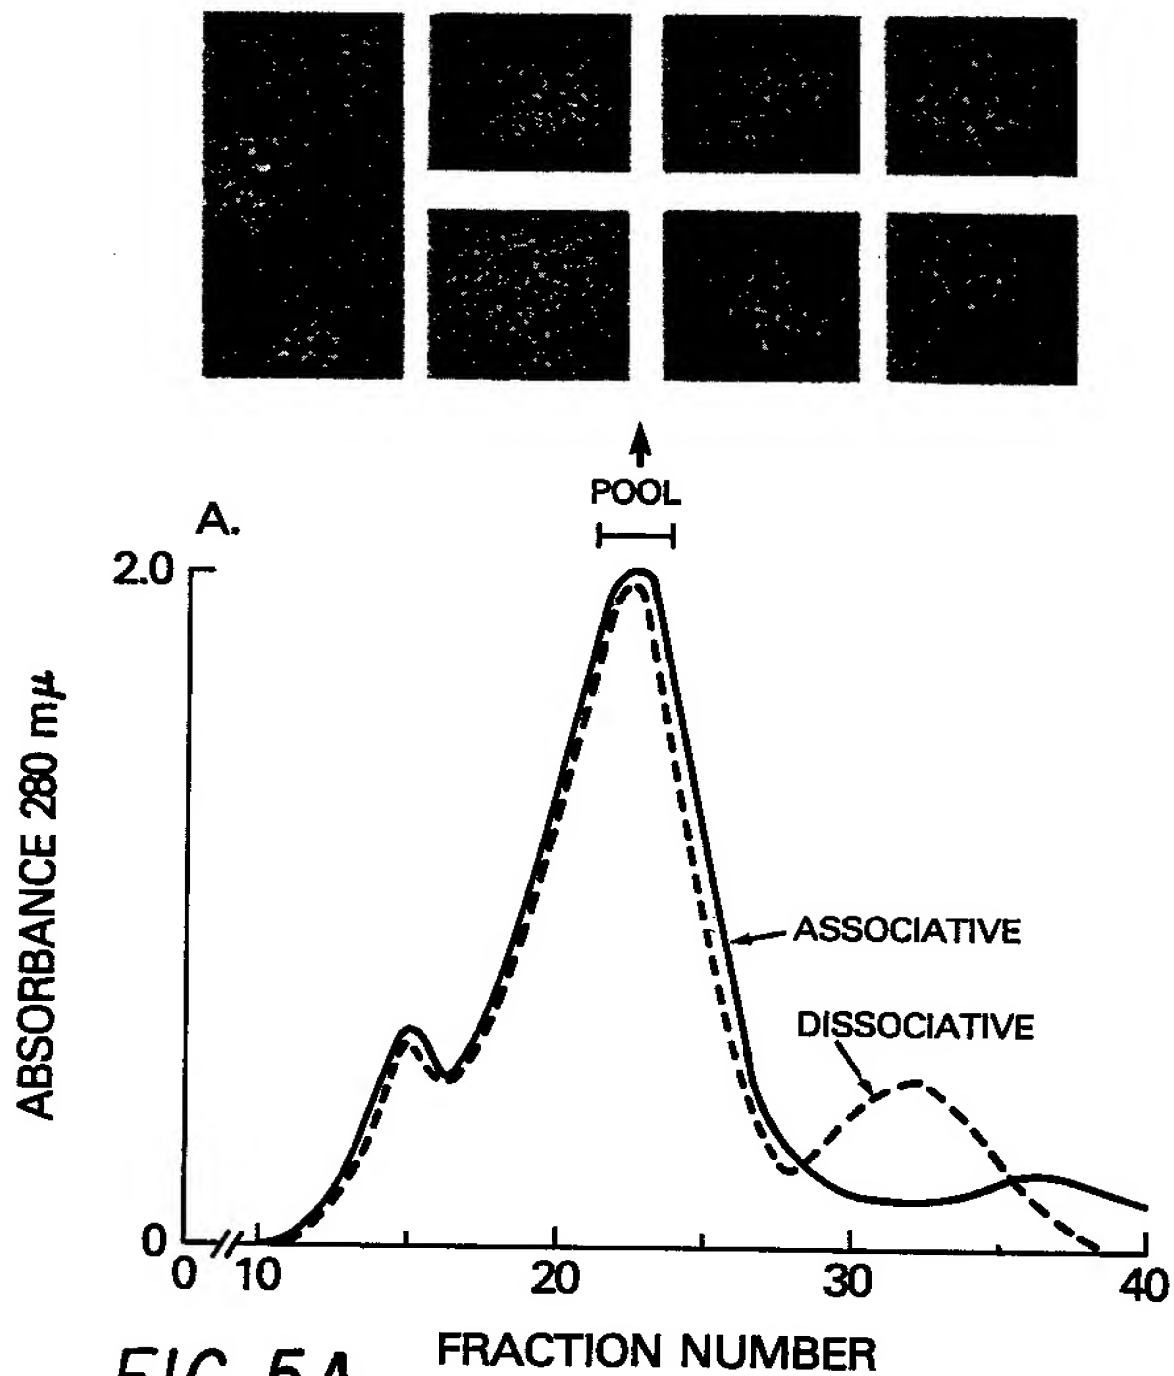 POOL
A.
2.0
ABSORBANCE 280 mμ
ASSOCIATIVE
DISSOCIATIVE
0
0 10 20 30 40
FRACTION NUMBER
FIG. 5A